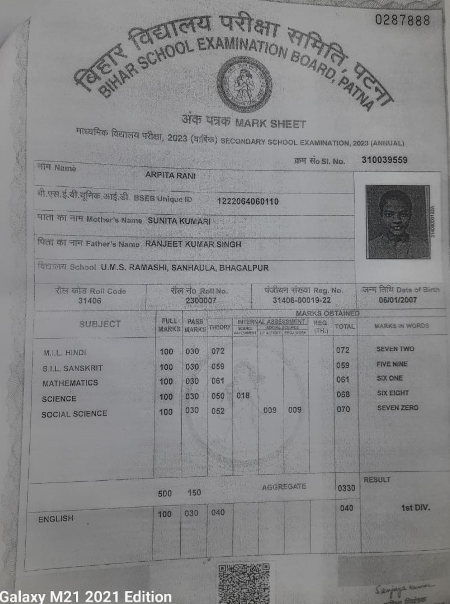 0287888
बिहार विद्यालय परीक्षा समिति, पटना
BIHAR SCHOOL EXAMINATION BOARD, PATNA
अंक पत्रक MARK SHEET
माध्यमिक विद्यालय परीक्षा, 2023 (वार्षिक) SECONDARY SCHOOL EXAMINATION, 2023 (ANNUAL)
क्रम सं० Sl. No. 310039559
नाम Name ARPITA RANI
बी.एस.ई.बी.यूनिक आई.डी. BSEB Unique ID 1222064060110
माता का नाम Mother's Name SUNITA KUMARI
पिता का नाम Father's Name RANJEET KUMAR SINGH
विद्यालय School U.M.S. RAMASHI, SANHAULA, BHAGALPUR
रौल कोड Roll Code रौल नं० Roll No. पंजीयन संख्या Reg. No. जन्म तिथि Date of Birth
31406 2300007 31406-00019-22 06/01/2007
MARKS OBTAINED
SUBJECT FULL MARKS PASS MARKS THEORY INTERNAL ASSESSMENT REG. (TH.) TOTAL MARKS IN WORDS
M.I.L. HINDI 100 030 072 072 SEVEN TWO
S.I.L. SANSKRIT 100 030 059 059 FIVE NINE
MATHEMATICS 100 030 061 061 SIX ONE
SCIENCE 100 030 050 018 068 SIX EIGHT
SOCIAL SCIENCE 100 030 052 009 009 070 SEVEN ZERO
500 150 AGGREGATE 0330 RESULT
ENGLISH 100 030 040 040 1st DIV.
Galaxy M21 2021 Edition